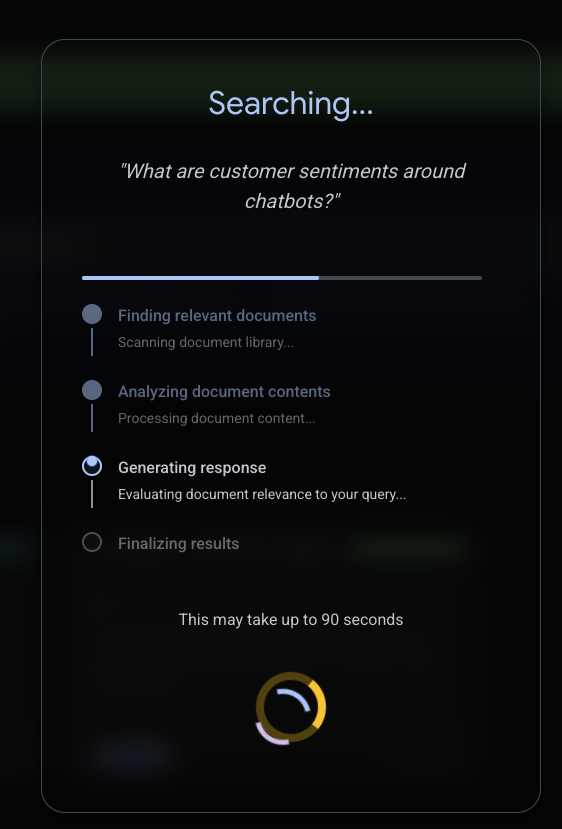 Searching...
"What are customer sentiments around
chatbots?"
Finding relevant documents
Scanning document library...
Analyzing document contents
Processing document content...
Generating response
Evaluating document relevance to your query...
Finalizing results
This may take up to 90 seconds